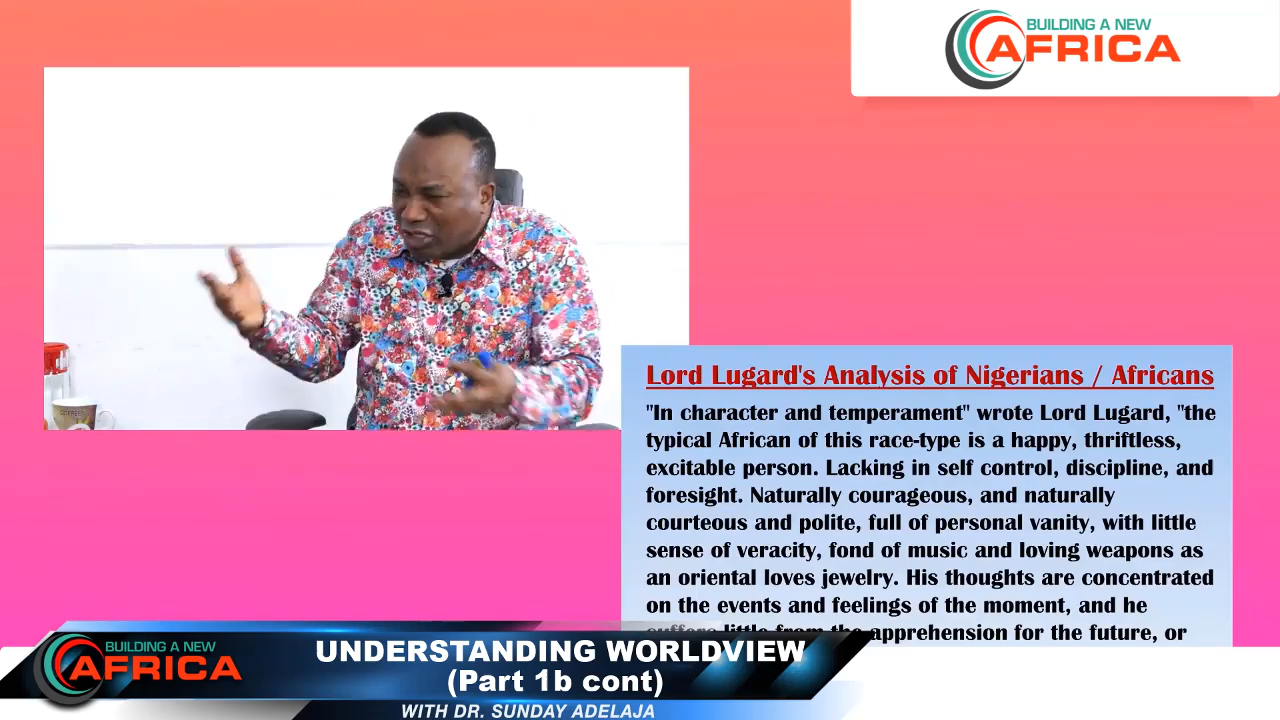 BUILDING A NEW
AFRICA
Lord Lugard's Analysis of Nigerians / Africans
"In character and temperament" wrote Lord Lugard, "the
typical African of this race-type is a happy, thriftless,
excitable person. Lacking in self control, discipline, and
foresight. Naturally courageous, and naturally
courteous and polite, full of personal vanity, with little
sense of veracity, fond of music and loving weapons as
an oriental loves jewelry. His thoughts are concentrated
on the events and feelings of the moment, and he
suffers little from the apprehension for the future, or
BUILDING A NEW
AFRICA
UNDERSTANDING WORLDVIEW
(Part 1b cont)
WITH DR. SUNDAY ADELAJA